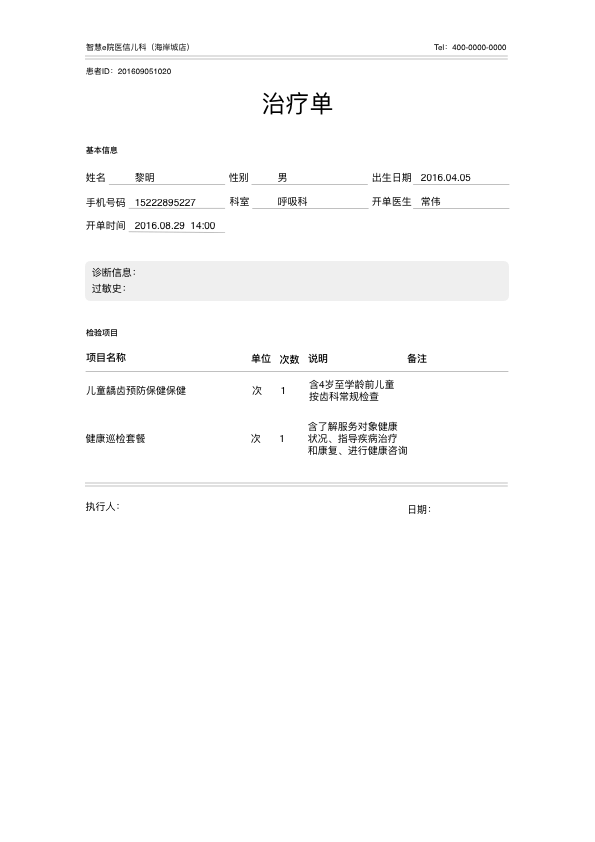 智慧e院医信儿科（海岸城店） Tel：400-0000-0000
患者ID：201609051020
治疗单
基本信息
姓名 黎明 性别 男 出生日期 2016.04.05
手机号码 15222895227 科室 呼吸科 开单医生 常伟
开单时间 2016.08.29 14:00
诊断信息：
过敏史：
检验项目
项目名称 单位 次数 说明 备注
儿童龋齿预防保健保健 次 1 含4岁至学龄前儿童
按齿科常规检查
含了解服务对象健康
健康巡检套餐 次 1 状况、指导疾病治疗
和康复、进行健康咨询
执行人： 日期：